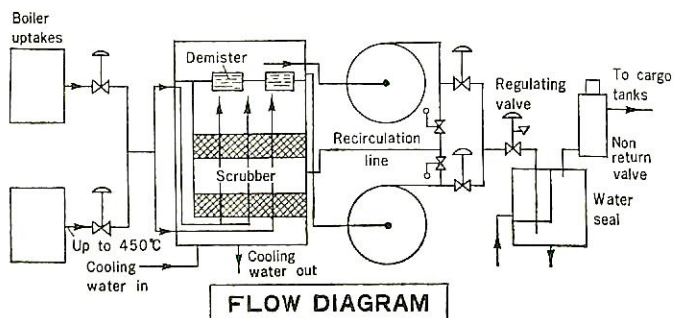 Boiler
uptakes
Demister
Scrubber
Recirculation
line
Regulating
valve
To cargo
tanks
Non
return
valve
Water
seal
Up to 450℃
Cooling
water in
Cooling
water out
FLOW DIAGRAM